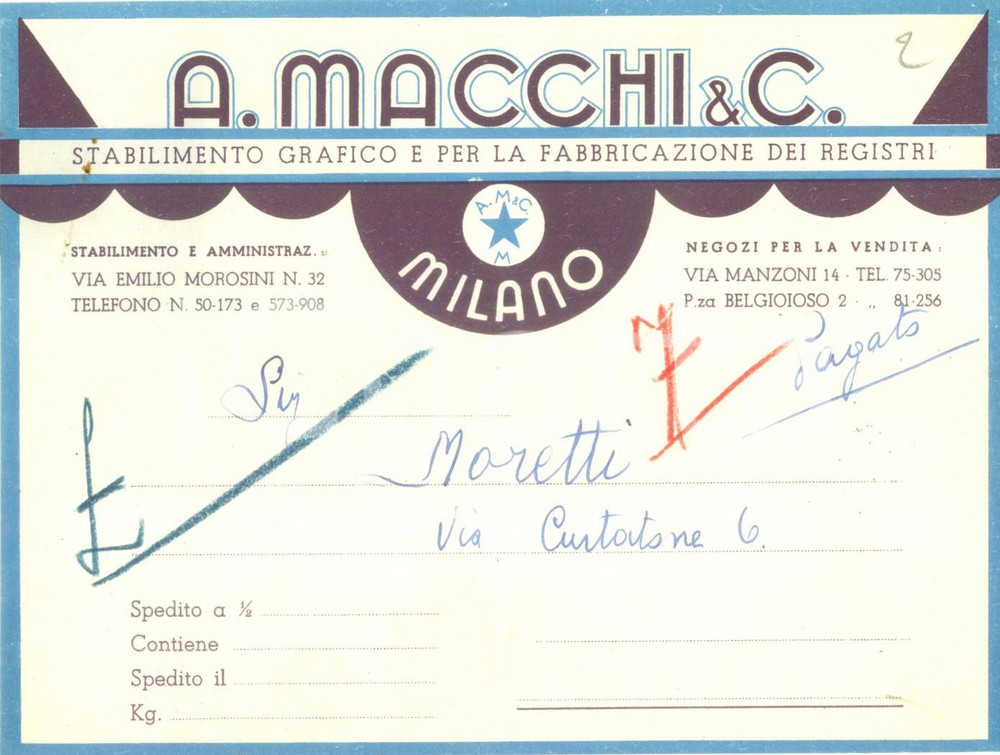 2
A. MACCHI & C.
STABILIMENTO GRAFICO E PER LA FABBRICAZIONE DEI REGISTRI
A.M&C.
M
MILANO
STABILIMENTO E AMMINISTRAZ.:
VIA EMILIO MOROSINI N. 32
TELEFONO N. 50-173 e 573-908
NEGOZI PER LA VENDITA:
VIA MANZONI 14 - TEL. 75-305
P.za BELGIOIOSO 2 - „ 81-256
Pagato
Sig
Moretti
Via Curtatone 6
Spedito a ½
Contiene
Spedito il
Kg.